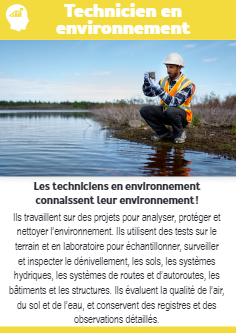 Technicien en
environnement
Les techniciens en environnement
connaissent leur environnement!
Ils travaillent sur des projets pour analyser, protéger et
nettoyer l'environnement. Ils utilisent des tests sur le
terrain et en laboratoire pour échantillonner, surveiller
et inspecter le dénivellement, les sols, les systèmes
hydriques, les systèmes de routes et d'autoroutes, les
bâtiments et les structures. Ils évaluent la qualité de l'air,
du sol et de l'eau, et conservent des registres et des
observations détaillés.